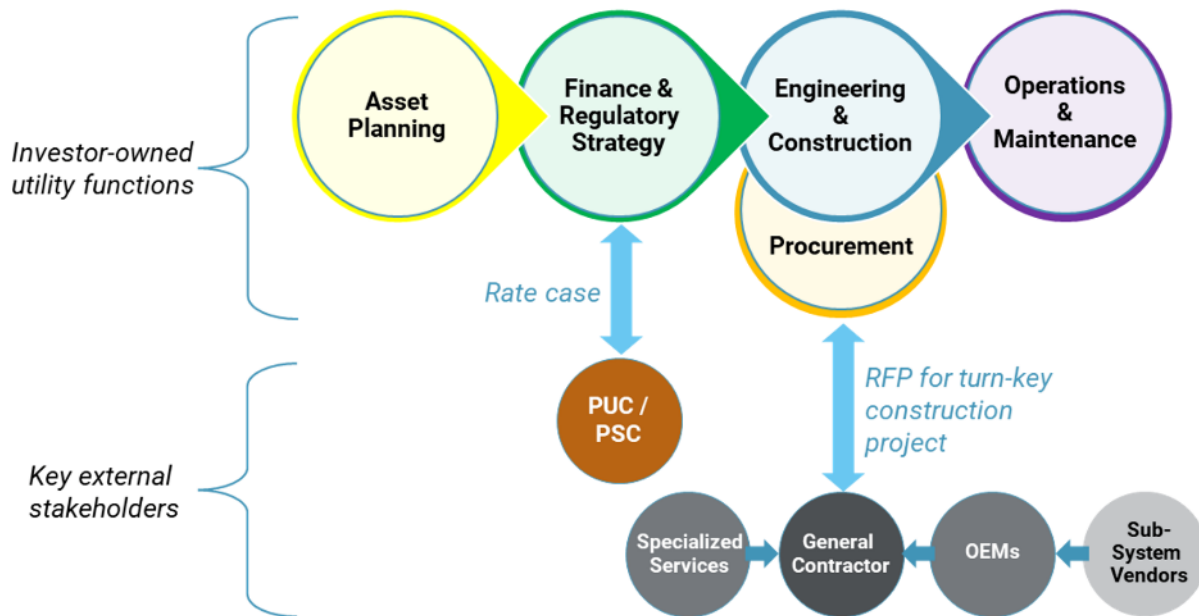 Asset
Planning
Finance &
Regulatory
Strategy
Engineering
&
Construction
Operations
&
Maintenance
Investor-owned
utility functions
Procurement
Rate case
RFP for turn-key
construction
project
PUC /
PSC
Key external
stakeholders
Specialized
Services
General
Contractor
OEMs
Sub-
System
Vendors